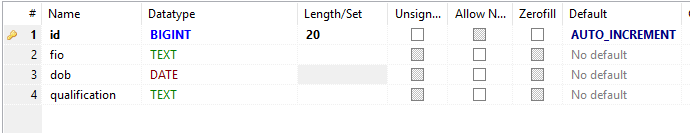 # Name Datatype Length/Set Unsign... Allow N... Zerofill Default
1 id BIGINT 20 AUTO_INCREMENT
2 fio TEXT No default
3 dob DATE No default
4 qualification TEXT No default